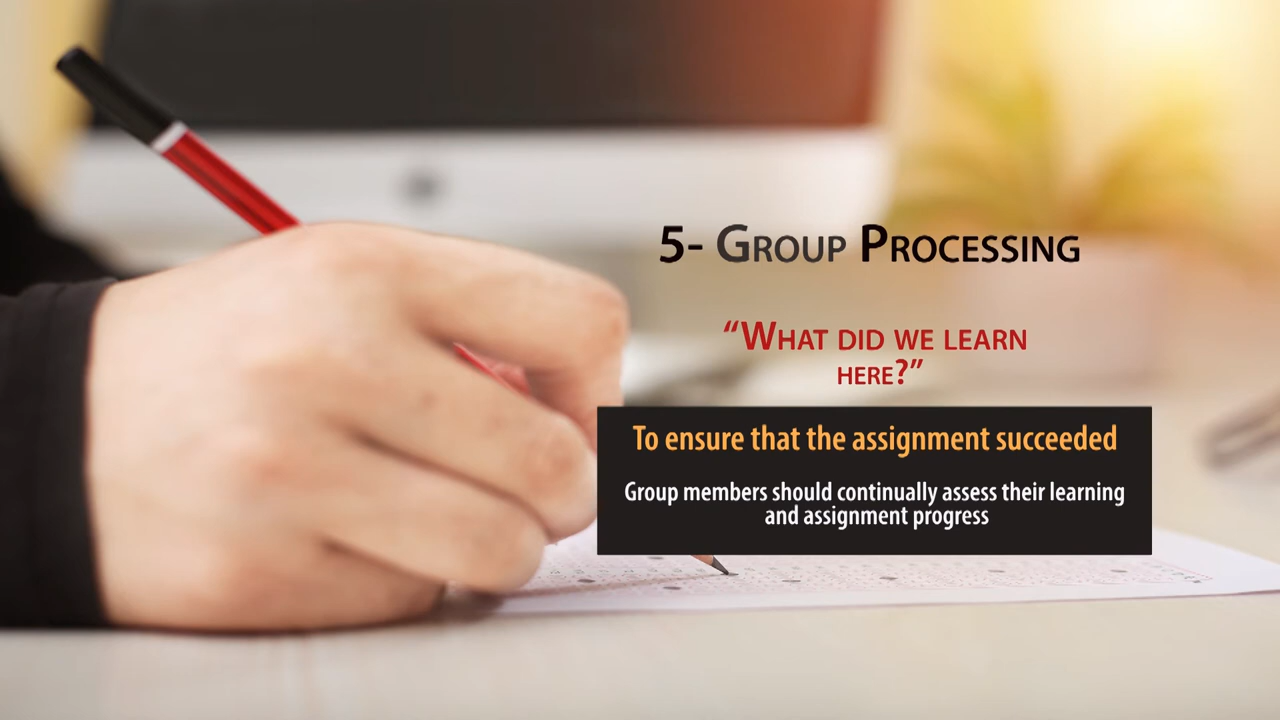 5- Group Processing
“What did we learn
here?”
To ensure that the assignment succeeded
Group members should continually assess their learning
and assignment progress